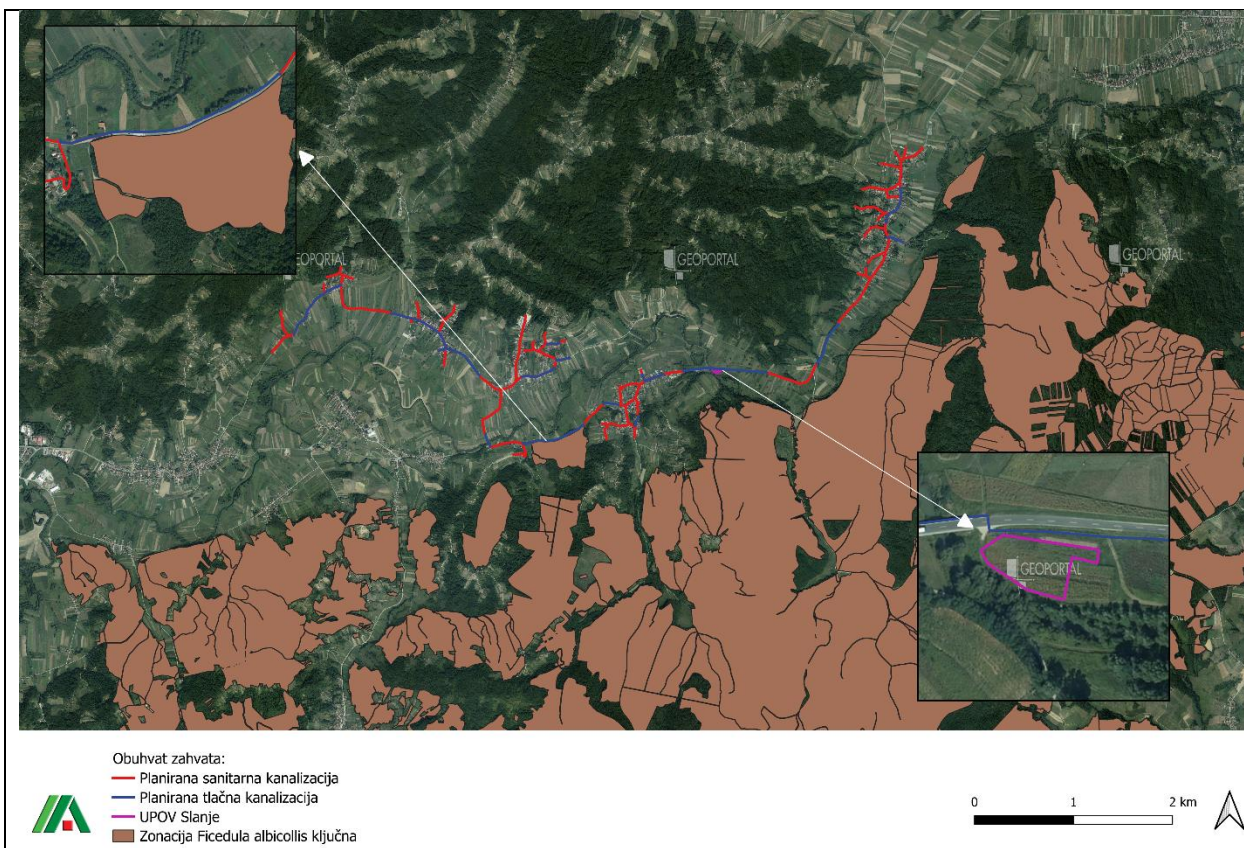 EOPORTAL
GEOPORTAL
GEOPORTAL
GEOPORTAL
Obuhvat zahvata:
Planirana sanitarna kanalizacija
Planirana tlačna kanalizacija
UPOV Slanje
Zonacija Ficedula albicollis ključna
0 1 2 km